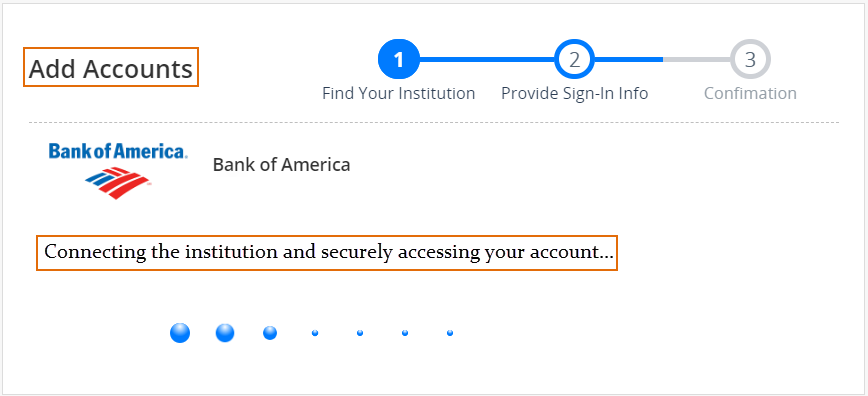 Add Accounts
1 2 3
Find Your Institution Provide Sign-In Info Confimation
Bank of America
Bank of America
Connecting the institution and securely accessing your account...